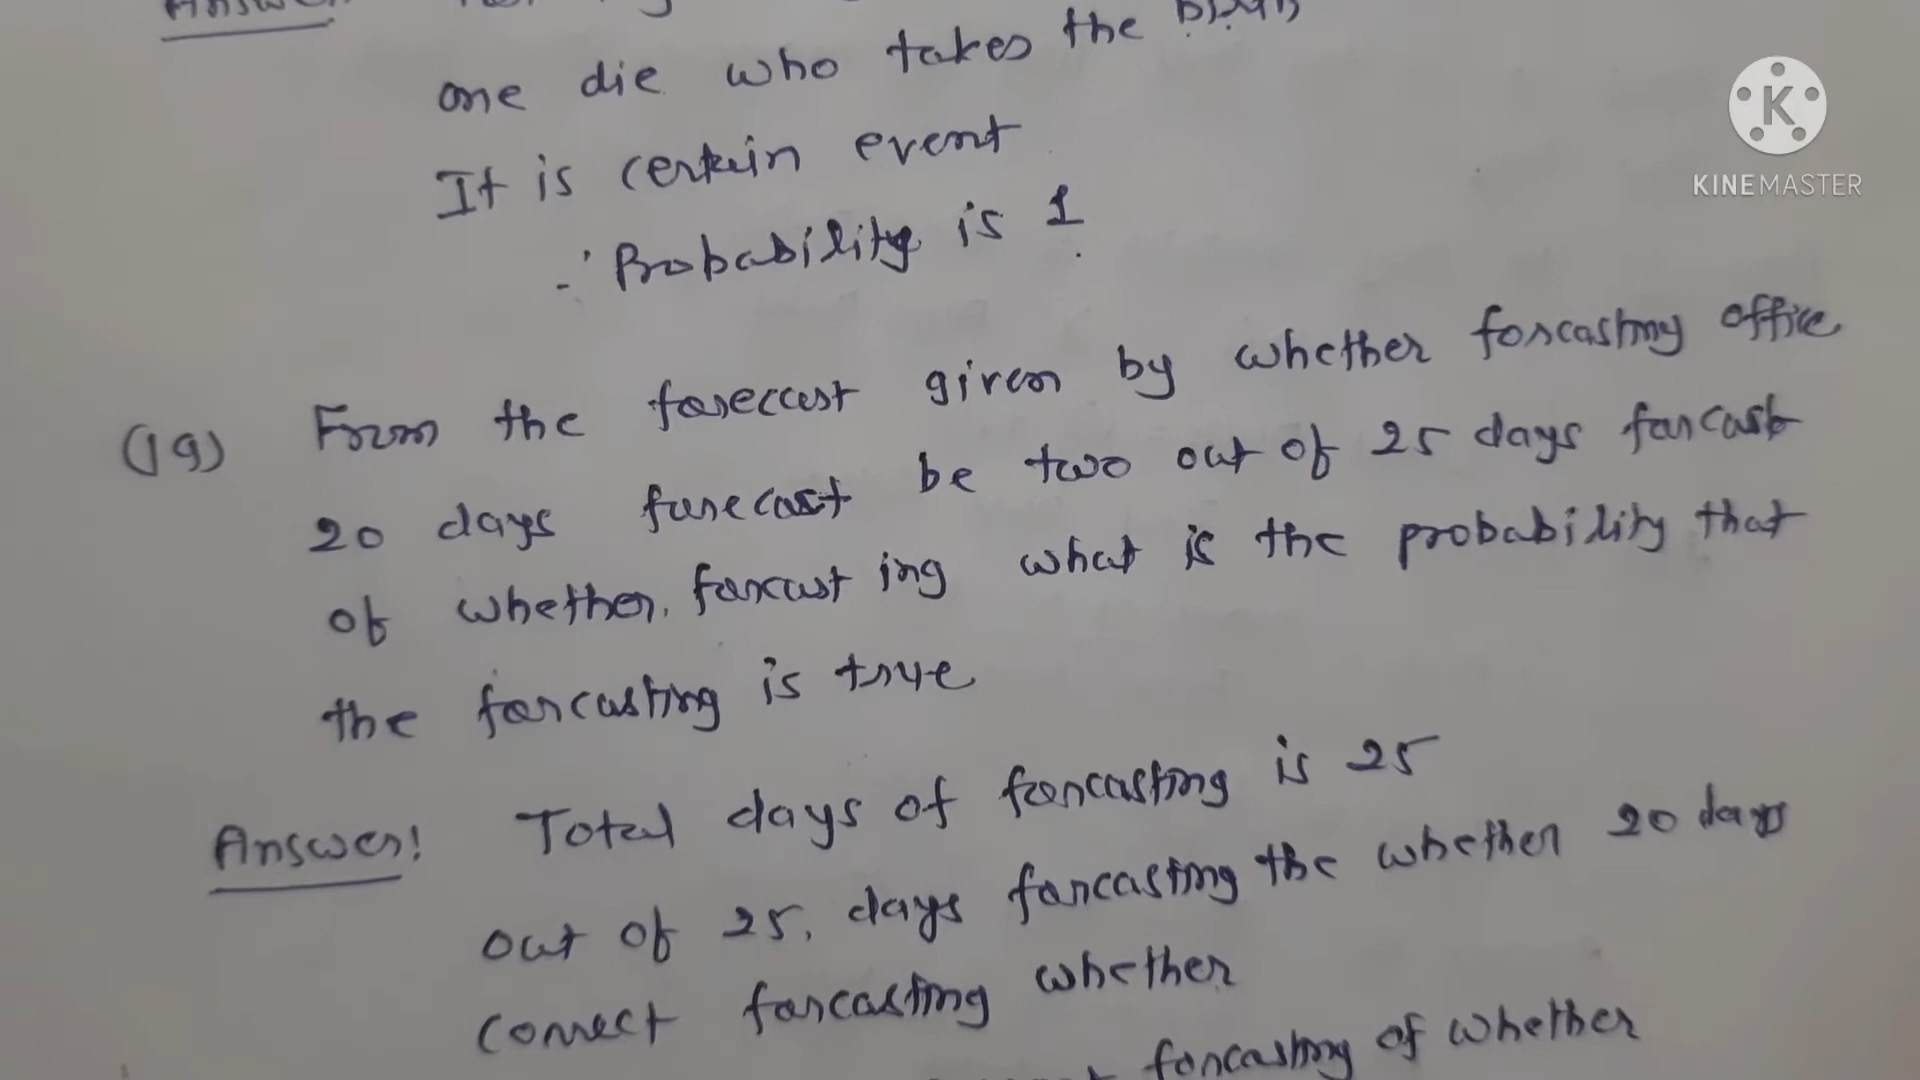 Answer
one die who takes the
It is certain event
∴ Probability is 1
K
KINEMASTER
(19) From the forecast given by whether forcasting office
20 days forecast be two out of 25 days forcast
of whether. forcast ing what is the probability that
the forcasting is true
Answer! Total days of forcasting is 25
out of 25, days forcasting the whether 20 days
correct forcasting whether
forcasting of whether